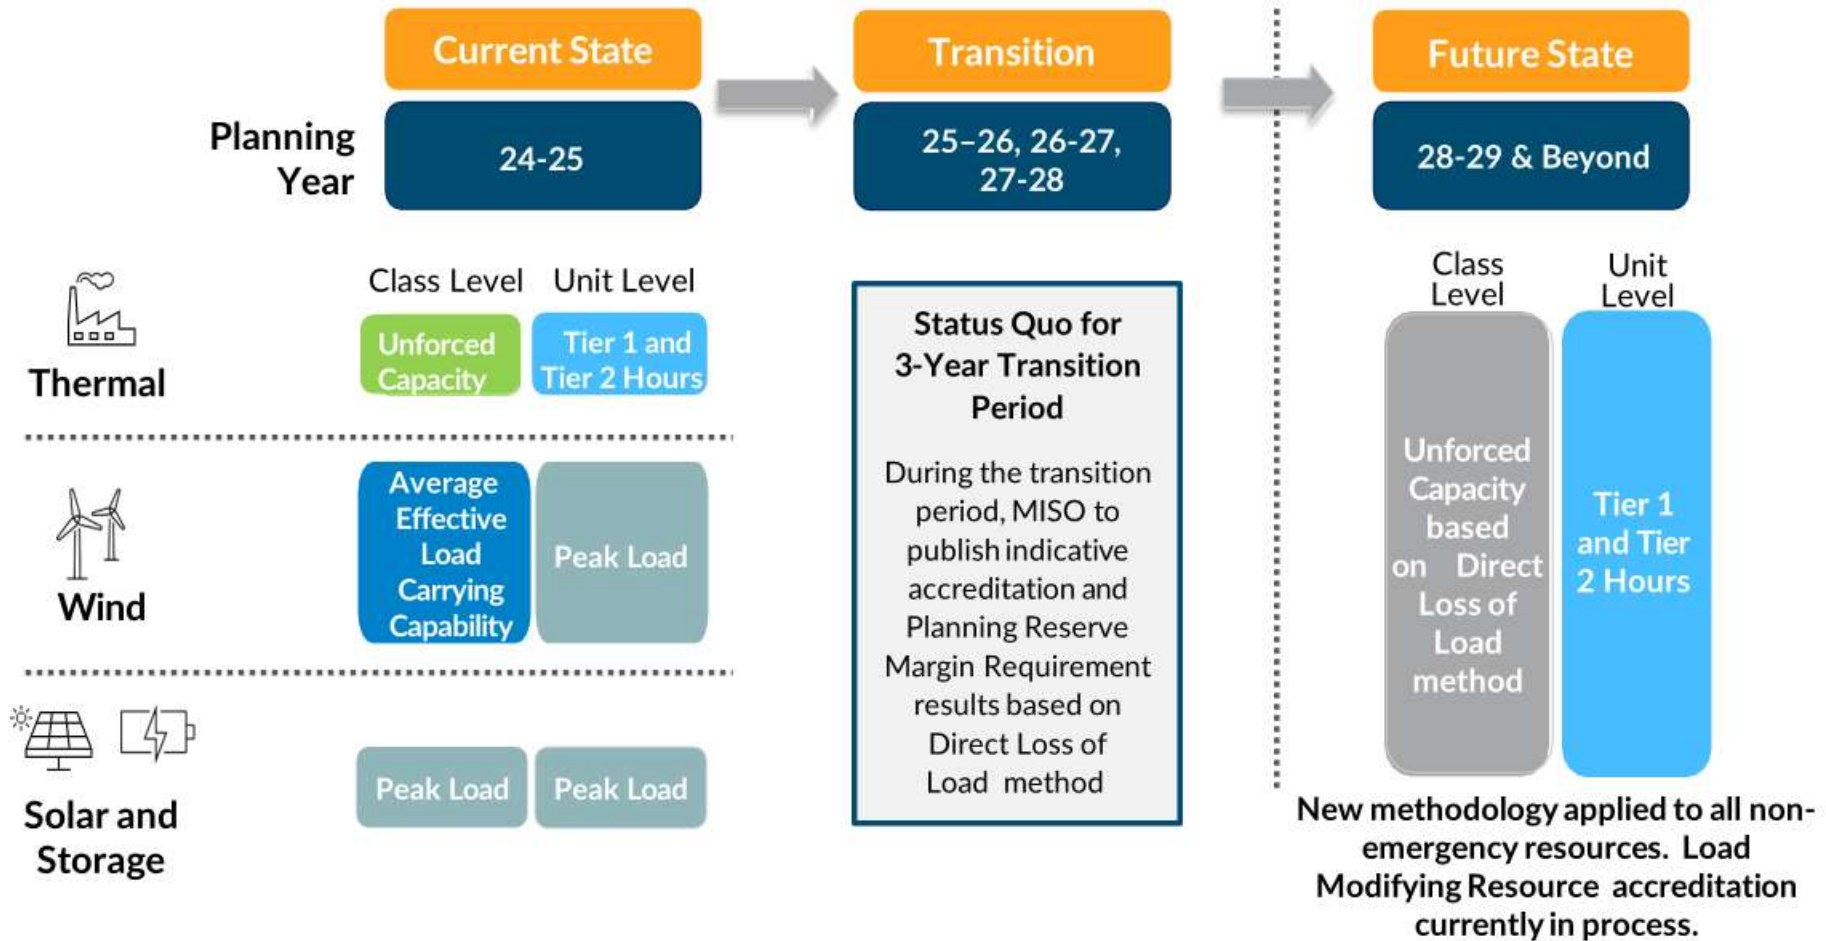 Current State
Transition
Future State
Planning
Year
24-25
25–26, 26-27,
27-28
28-29 & Beyond
Thermal
Class Level
Unit Level
Unforced
Capacity
Tier 1 and
Tier 2 Hours
Wind
Average
Effective
Load
Carrying
Capability
Peak Load
Solar and
Storage
Peak Load
Peak Load
Status Quo for
3-Year Transition
Period
During the transition
period, MISO to
publish indicative
accreditation and
Planning Reserve
Margin Requirement
results based on
Direct Loss of
Load method
Class
Level
Unit
Level
Unforced
Capacity
based
on Direct
Loss of
Load
method
Tier 1
and Tier
2 Hours
New methodology applied to all non-
emergency resources. Load
Modifying Resource accreditation
currently in process.